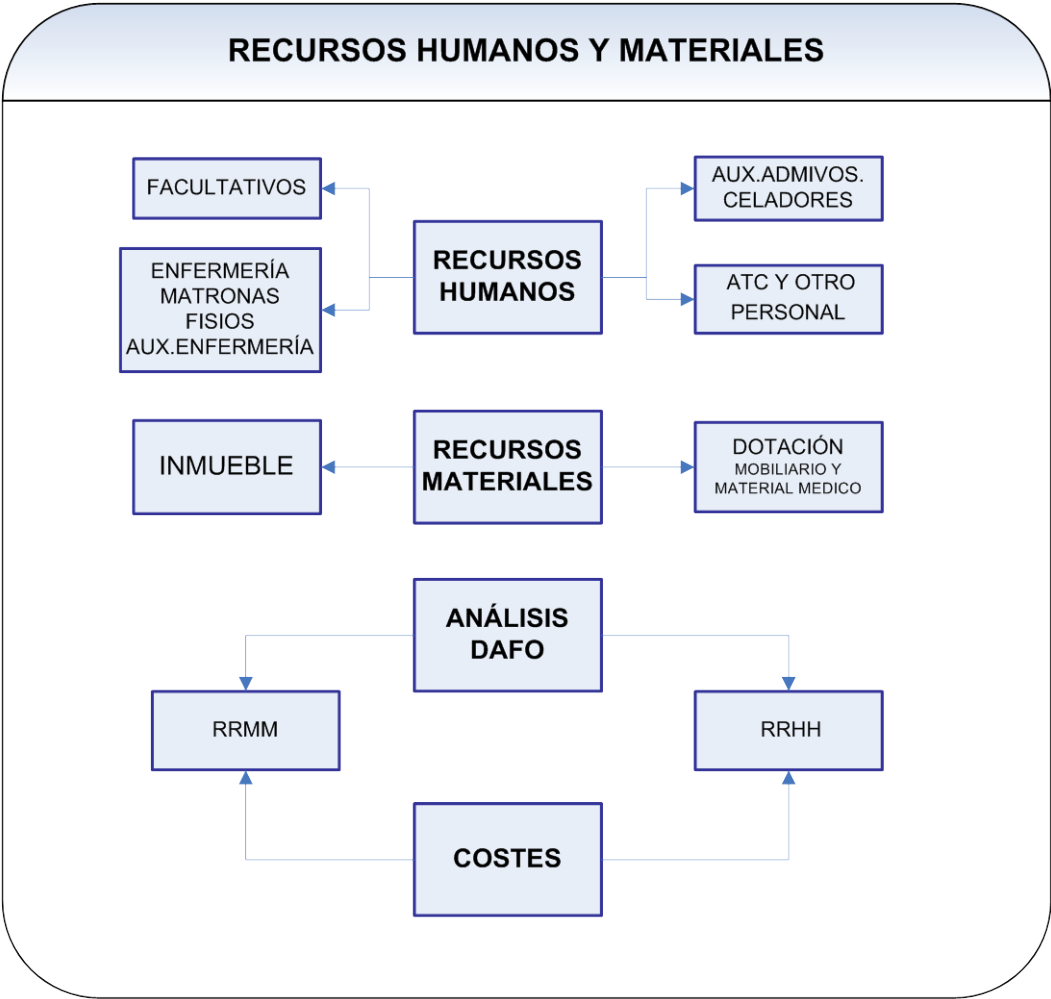 RECURSOS HUMANOS Y MATERIALES
FACULTATIVOS
ENFERMERÍA
MATRONAS
FISIOS
AUX.ENFERMERÍA
RECURSOS
HUMANOS
AUX.ADMIVOS.
CELADORES
ATC Y OTRO
PERSONAL
INMUEBLE
RECURSOS
MATERIALES
DOTACIÓN
MOBILIARIO Y
MATERIAL MEDICO
ANÁLISIS
DAFO
RRMM
RRHH
COSTES